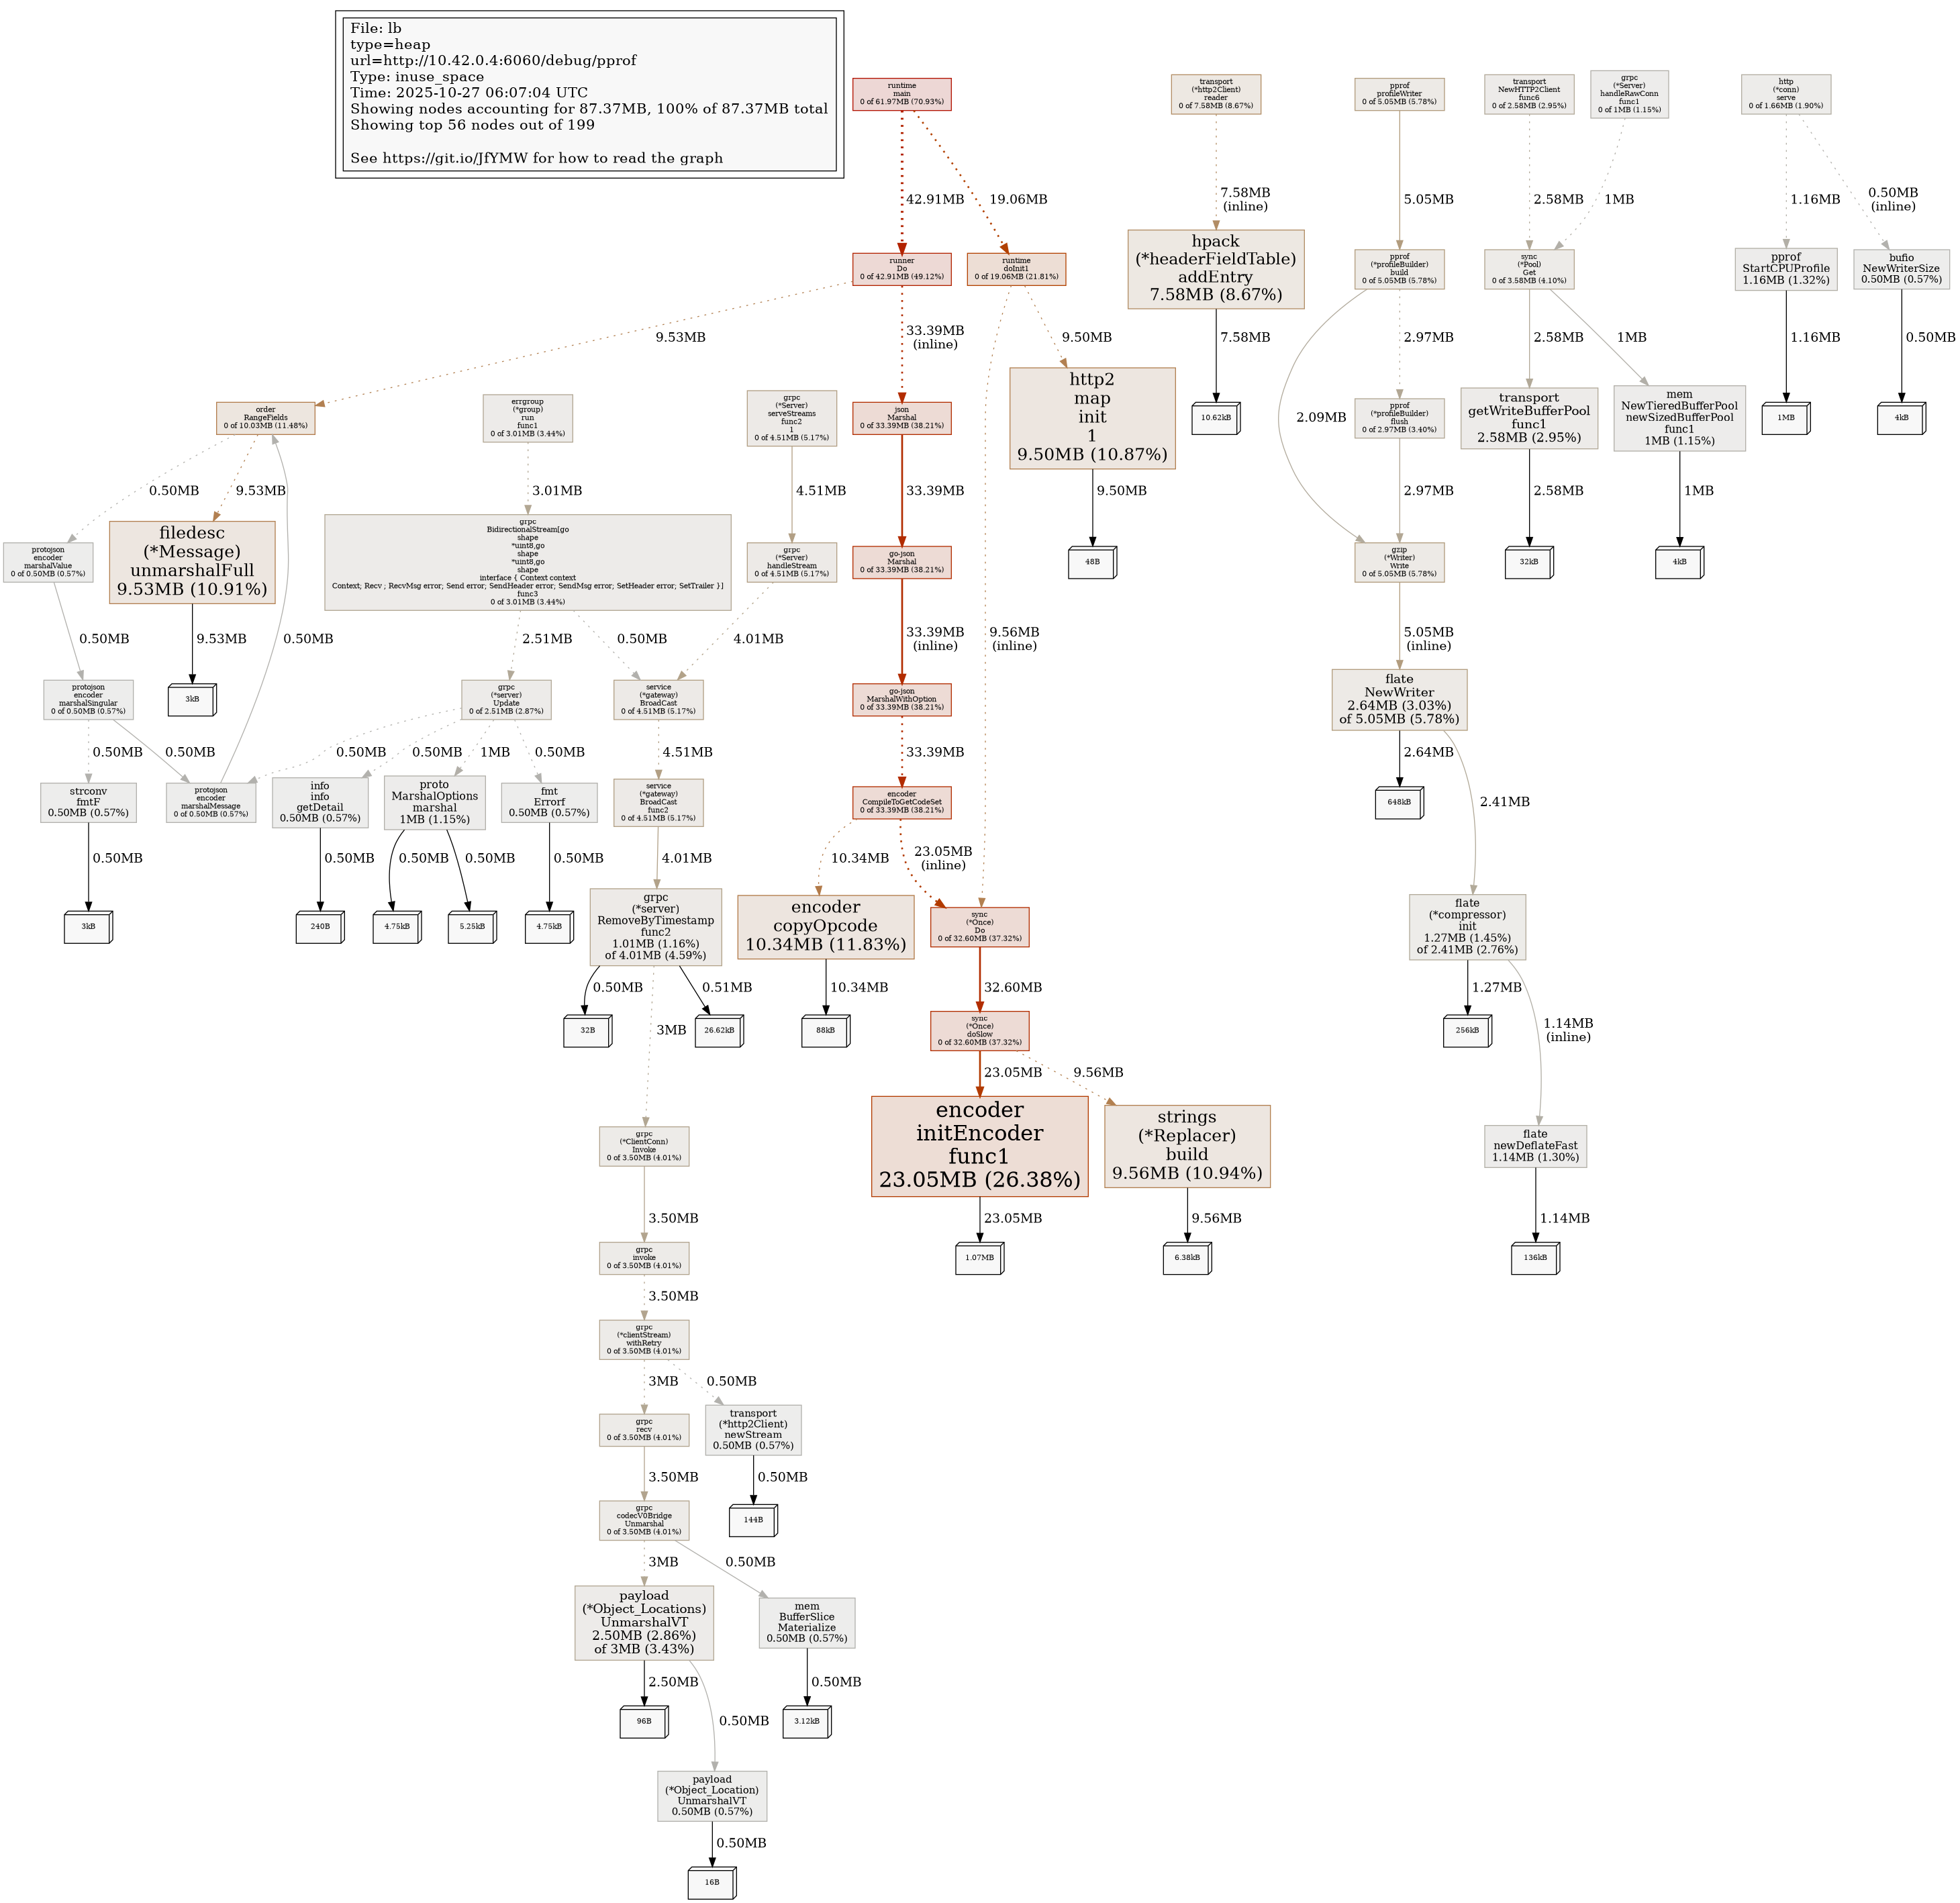 File: lb
type=heap
url=http://10.42.0.4:6060/debug/pprof
Type: inuse_space
Time: 2025-10-27 06:07:04 UTC
Showing nodes accounting for 87.37MB, 100% of 87.37MB total
Showing top 56 nodes out of 199
See https://git.io/JfYMW for how to read the graph
runtime
main
0 of 61.97MB (70.93%)
transport
(*http2Client)
reader
0 of 7.58MB (8.67%)
pprof
profileWriter
0 of 5.05MB (5.78%)
transport
NewHTTP2Client
func6
0 of 2.58MB (2.95%)
grpc
(*Server)
handleRawConn
func1
0 of 1MB (1.15%)
http
(*conn)
serve
0 of 1.66MB (1.90%)
42.91MB
19.06MB
7.58MB
(inline)
5.05MB
2.58MB
1MB
1.16MB
0.50MB
(inline)
runner
Do
0 of 42.91MB (49.12%)
runtime
doInit1
0 of 19.06MB (21.81%)
hpack
(*headerFieldTable)
addEntry
7.58MB (8.67%)
pprof
(*profileBuilder)
build
0 of 5.05MB (5.78%)
sync
(*Pool)
Get
0 of 3.58MB (4.10%)
pprof
StartCPUProfile
1.16MB (1.32%)
bufio
NewWriterSize
0.50MB (0.57%)
9.53MB
33.39MB
(inline)
9.50MB
7.58MB
2.97MB
2.58MB
1MB
1.16MB
0.50MB
order
RangeFields
0 of 10.03MB (11.48%)
errgroup
(*group)
run
func1
0 of 3.01MB (3.44%)
grpc
(*Server)
serveStreams
func2
1
0 of 4.51MB (5.17%)
json
Marshal
0 of 33.39MB (38.21%)
http2
map
init
1
9.50MB (10.87%)
10.62kB
2.09MB
pprof
(*profileBuilder)
flush
0 of 2.97MB (3.40%)
transport
getWriteBufferPool
func1
2.58MB (2.95%)
mem
NewTieredBufferPool
newSizedBufferPool
func1
1MB (1.15%)
1MB
4kB
0.50MB
9.53MB
3.01MB
4.51MB
33.39MB
9.50MB
2.97MB
2.58MB
1MB
protojson
encoder
marshalValue
0 of 0.50MB (0.57%)
filedesc
(*Message)
unmarshalFull
9.53MB (10.91%)
grpc
BidirectionalStream[go
shape
*uint8,go
shape
*uint8,go
shape
interface { Context context
Context; Recv ; RecvMsg error; Send error; SendHeader error; SendMsg error; SetHeader error; SetTrailer }]
func3
0 of 3.01MB (3.44%)
grpc
(*Server)
handleStream
0 of 4.51MB (5.17%)
go-json
Marshal
0 of 33.39MB (38.21%)
48B
gzip
(*Writer)
Write
0 of 5.05MB (5.78%)
32kB
4kB
0.50MB
9.53MB
0.50MB
2.51MB
0.50MB
4.01MB
33.39MB
(inline)
9.56MB
(inline)
5.05MB
(inline)
protojson
encoder
marshalSingular
0 of 0.50MB (0.57%)
3kB
grpc
(*server)
Update
0 of 2.51MB (2.87%)
service
(*gateway)
BroadCast
0 of 4.51MB (5.17%)
go-json
MarshalWithOption
0 of 33.39MB (38.21%)
flate
NewWriter
2.64MB (3.03%)
of 5.05MB (5.78%)
0.50MB
0.50MB
0.50MB
0.50MB
1MB
0.50MB
4.51MB
33.39MB
2.64MB
strconv
fmtF
0.50MB (0.57%)
protojson
encoder
marshalMessage
0 of 0.50MB (0.57%)
info
info
getDetail
0.50MB (0.57%)
proto
MarshalOptions
marshal
1MB (1.15%)
fmt
Errorf
0.50MB (0.57%)
service
(*gateway)
BroadCast
func2
0 of 4.51MB (5.17%)
encoder
CompileToGetCodeSet
0 of 33.39MB (38.21%)
648kB
2.41MB
0.50MB
0.50MB
0.50MB
0.50MB
0.50MB
4.01MB
10.34MB
23.05MB
(inline)
3kB
240B
4.75kB
5.25kB
4.75kB
grpc
(*server)
RemoveByTimestamp
func2
1.01MB (1.16%)
of 4.01MB (4.59%)
encoder
copyOpcode
10.34MB (11.83%)
sync
(*Once)
Do
0 of 32.60MB (37.32%)
flate
(*compressor)
init
1.27MB (1.45%)
of 2.41MB (2.76%)
0.50MB
0.51MB
10.34MB
32.60MB
1.27MB
32B
3MB
26.62kB
88kB
sync
(*Once)
doSlow
0 of 32.60MB (37.32%)
256kB
1.14MB
(inline)
23.05MB
9.56MB
grpc
(*ClientConn)
Invoke
0 of 3.50MB (4.01%)
encoder
initEncoder
func1
23.05MB (26.38%)
strings
(*Replacer)
build
9.56MB (10.94%)
flate
newDeflateFast
1.14MB (1.30%)
3.50MB
23.05MB
9.56MB
1.14MB
grpc
invoke
0 of 3.50MB (4.01%)
1.07MB
6.38kB
136kB
3.50MB
grpc
(*clientStream)
withRetry
0 of 3.50MB (4.01%)
3MB
0.50MB
grpc
recv
0 of 3.50MB (4.01%)
transport
(*http2Client)
newStream
0.50MB (0.57%)
3.50MB
0.50MB
grpc
codecV0Bridge
Unmarshal
0 of 3.50MB (4.01%)
144B
3MB
0.50MB
payload
(*Object_Locations)
UnmarshalVT
2.50MB (2.86%)
of 3MB (3.43%)
mem
BufferSlice
Materialize
0.50MB (0.57%)
2.50MB
0.50MB
96B
0.50MB
3.12kB
payload
(*Object_Location)
UnmarshalVT
0.50MB (0.57%)
0.50MB
16B